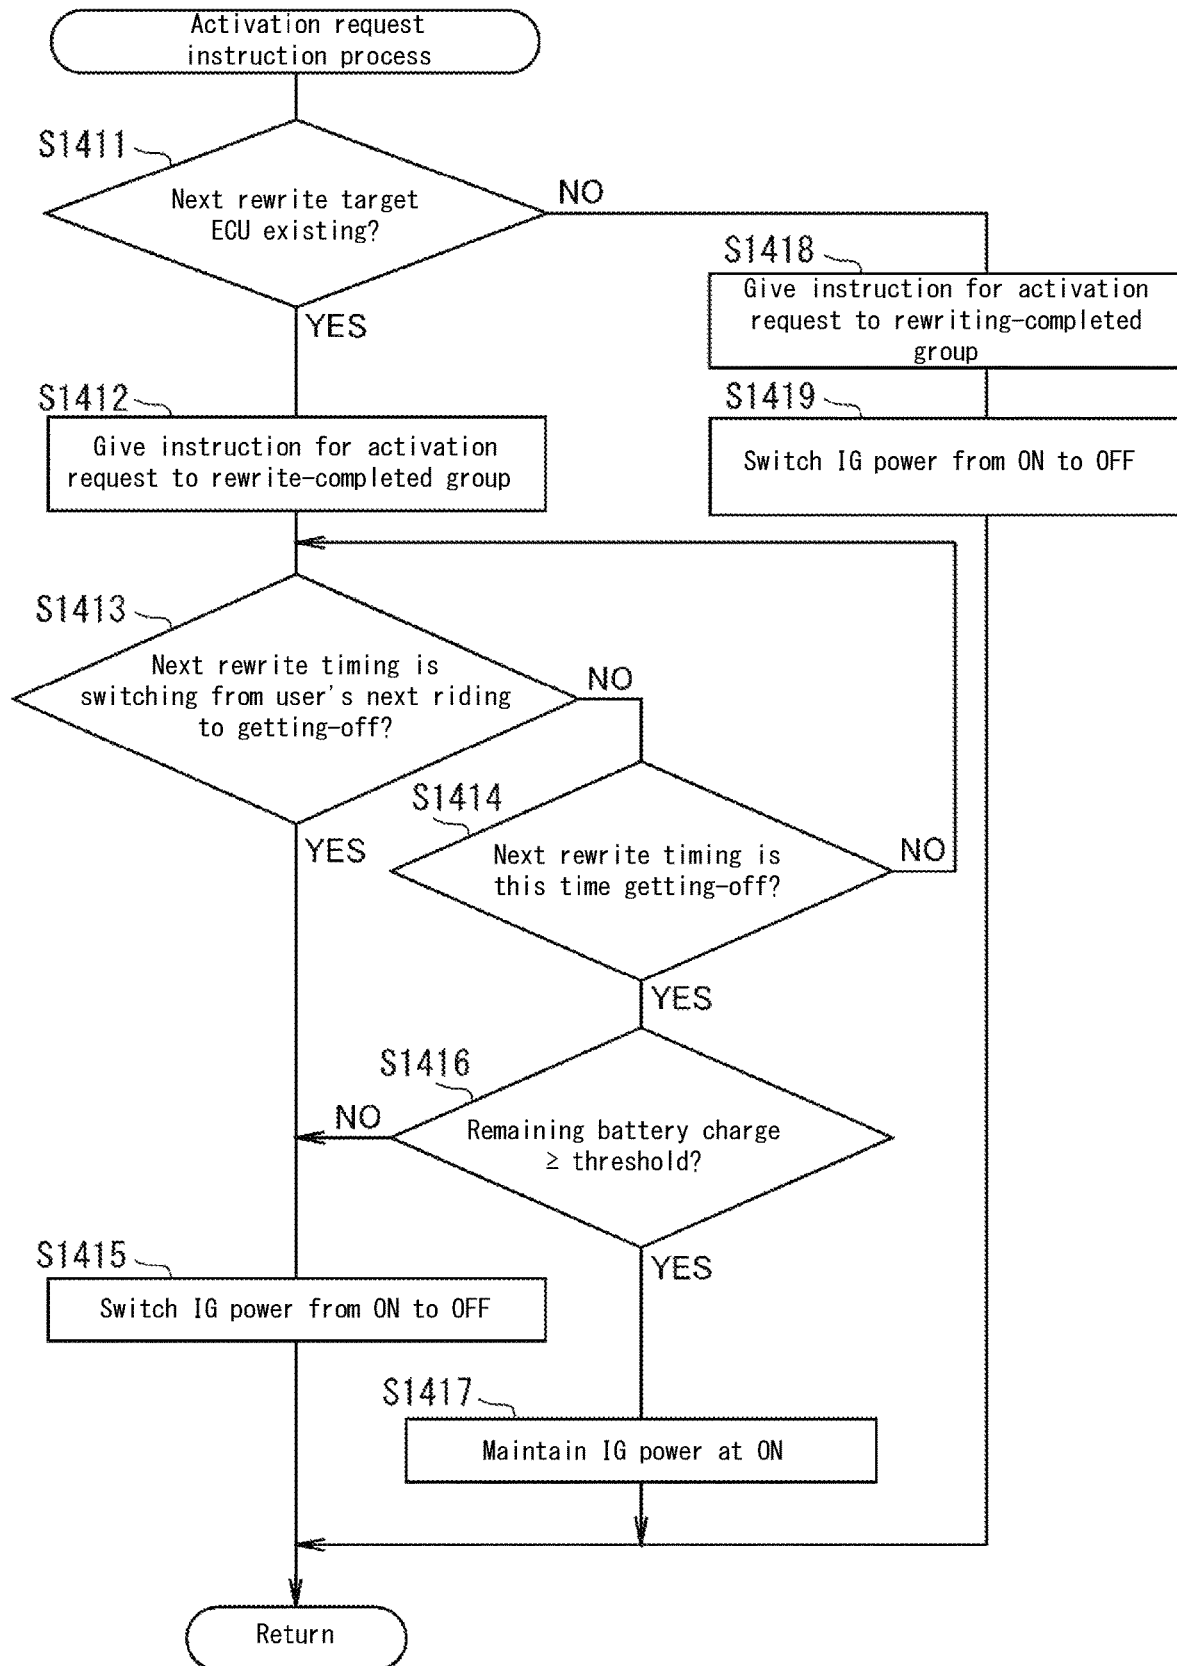 Activation request
instruction process
S1411
Next rewrite target
ECU existing?
NO
YES
S1418
Give instruction for activation
request to rewriting-completed
group
S1412
Give instruction for activation
request to rewrite-completed group
S1419
Switch IG power from ON to OFF
S1413
Next rewrite timing is
switching from user's next riding
to getting-off?
NO
YES
S1414
Next rewrite timing is
this time getting-off?
NO
YES
S1416
Remaining battery charge
≥ threshold?
NO
YES
S1415
Switch IG power from ON to OFF
S1417
Maintain IG power at ON
Return